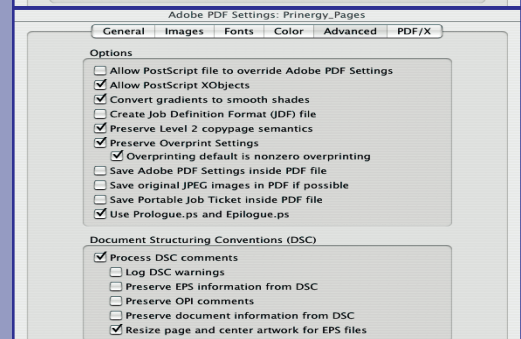 Adobe PDF Settings: Prinergy_Pages
General Images Fonts Color Advanced PDF/X
Options
Allow PostScript file to override Adobe PDF Settings
Allow PostScript XObjects
Convert gradients to smooth shades
Create Job Definition Format (JDF) file
Preserve Level 2 copypage semantics
Preserve Overprint Settings
Overprinting default is nonzero overprinting
Save Adobe PDF Settings inside PDF file
Save original JPEG images in PDF if possible
Save Portable Job Ticket inside PDF file
Use Prologue.ps and Epilogue.ps
Document Structuring Conventions (DSC)
Process DSC comments
Log DSC warnings
Preserve EPS information from DSC
Preserve OPI comments
Preserve document information from DSC
Resize page and center artwork for EPS files